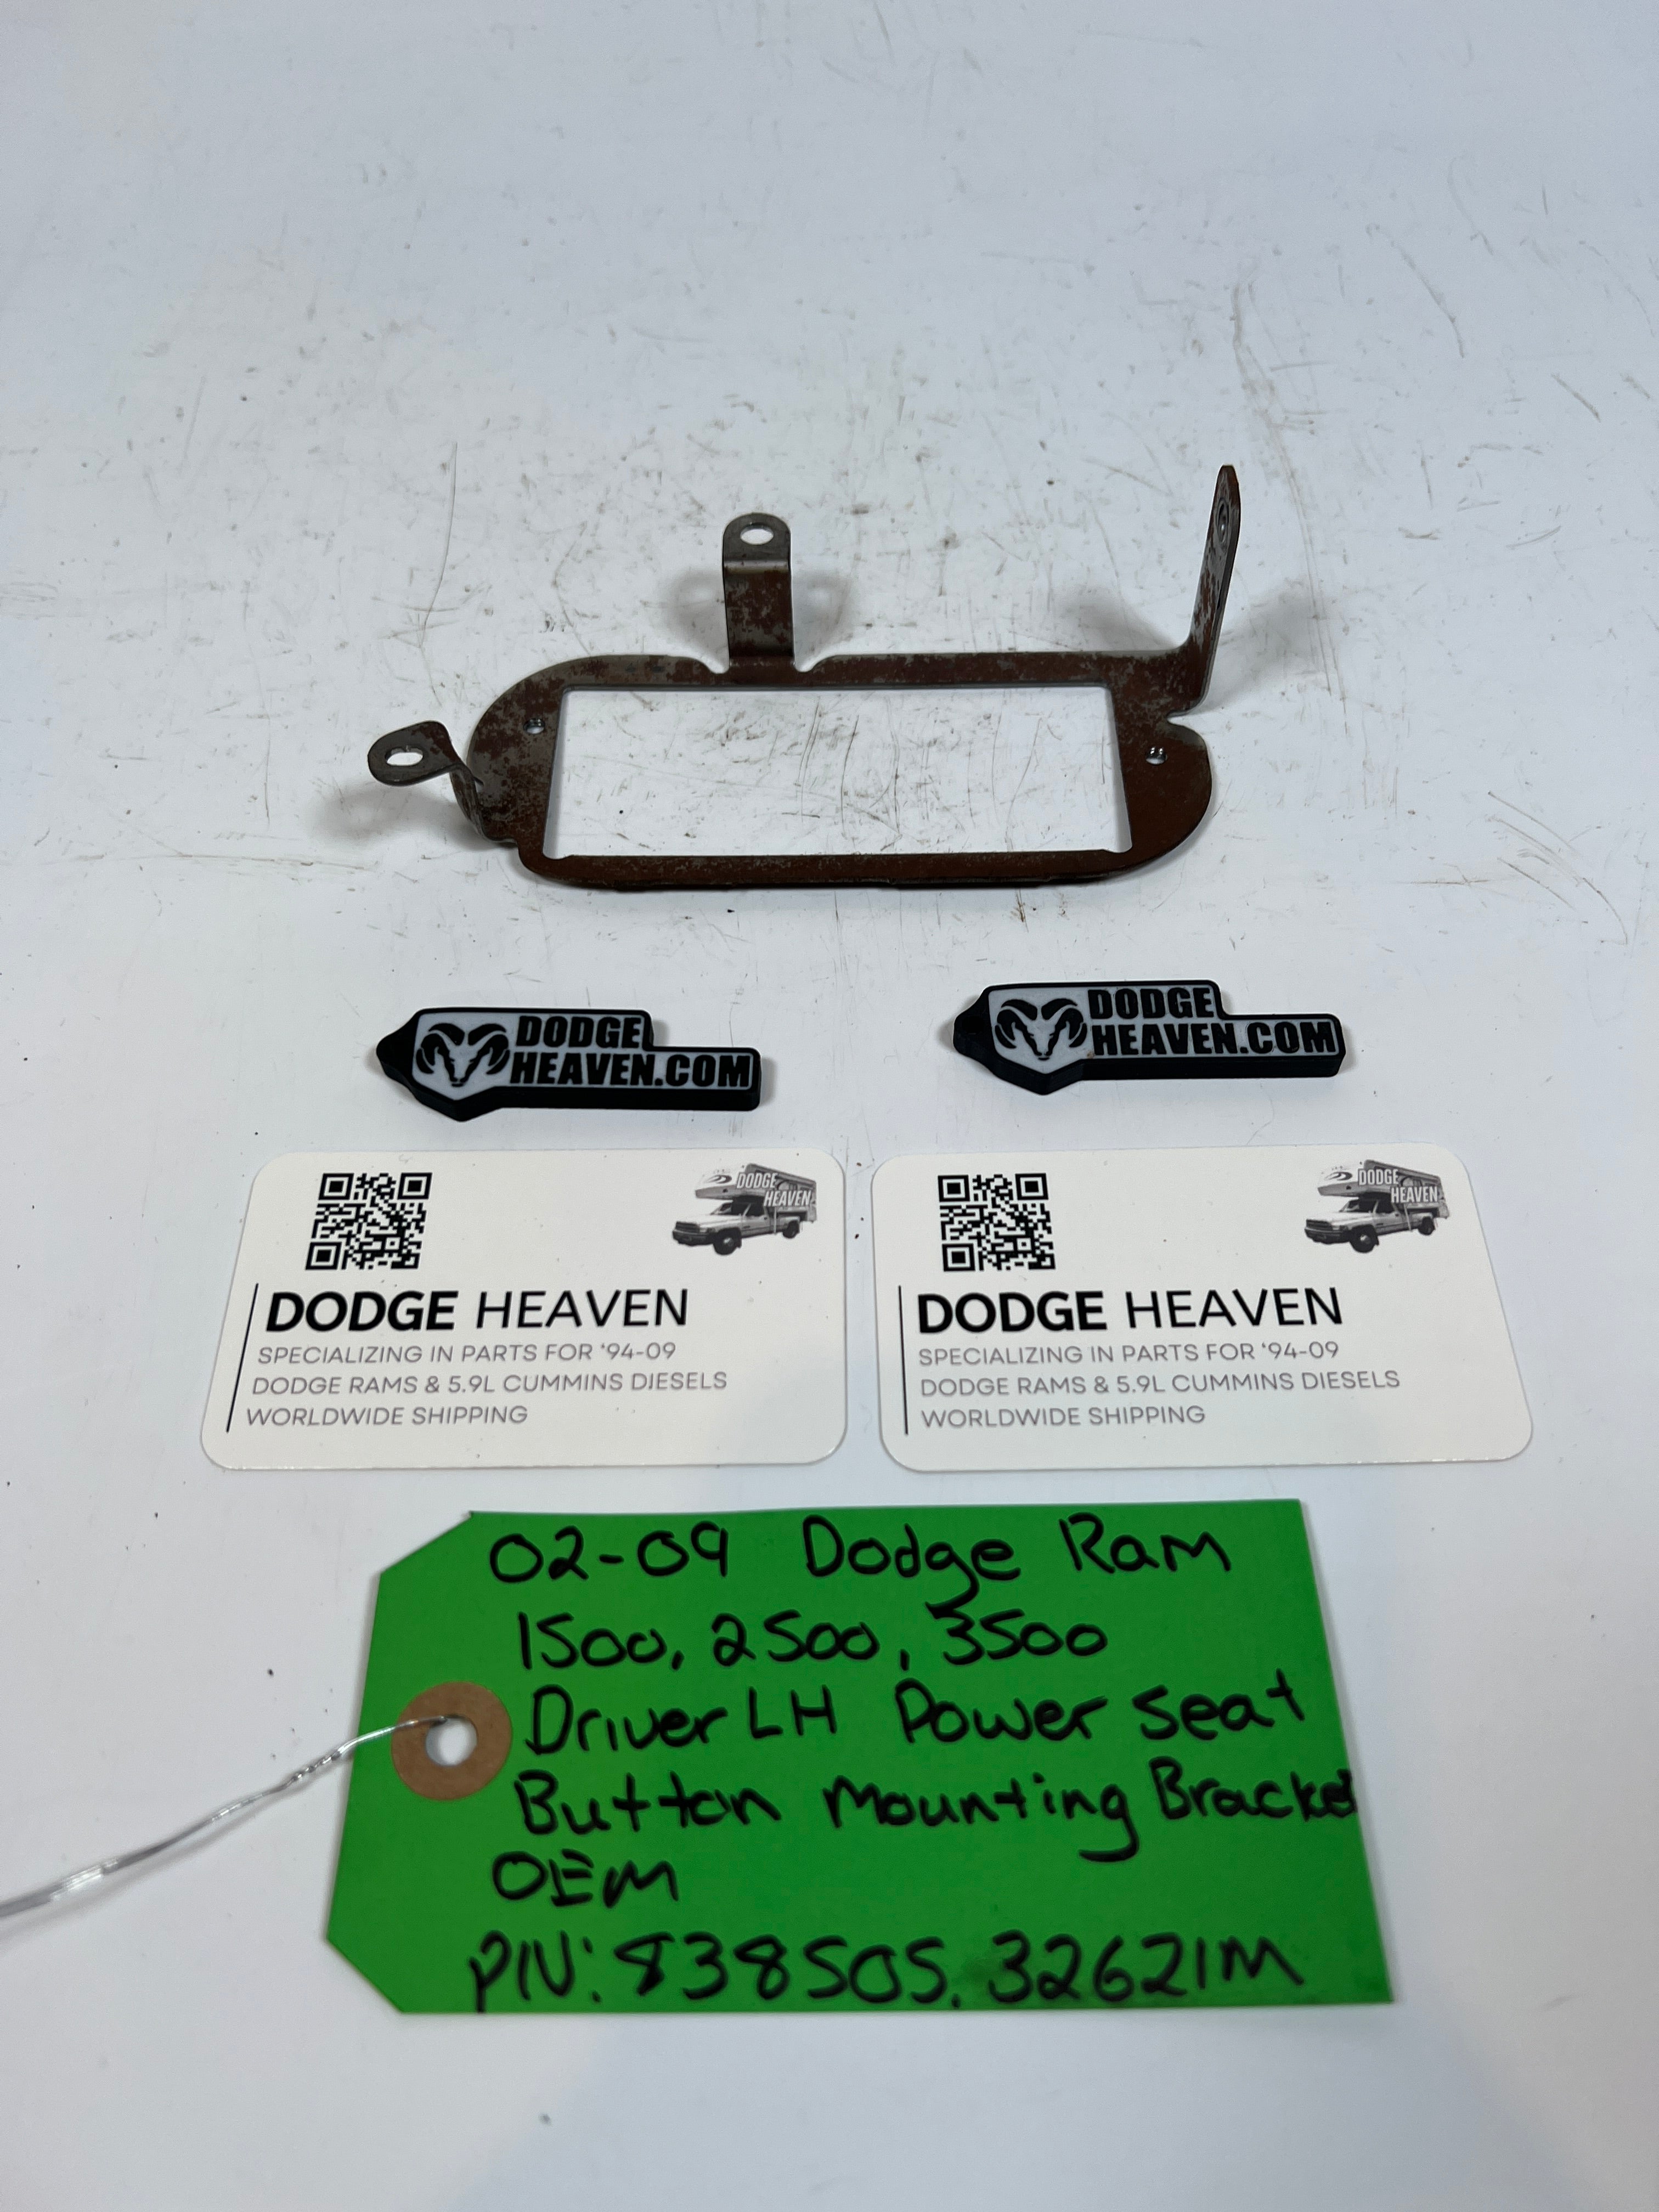 DODGE
HEAVEN.COM
DODGE
HEAVEN.COM
DODGE
HEAVEN
DODGE HEAVEN
SPECIALIZING IN PARTS FOR '94-09
DODGE RAMS & 5.9L CUMMINS DIESELS
WORLDWIDE SHIPPING
DODGE
HEAVEN
DODGE HEAVEN
SPECIALIZING IN PARTS FOR '94-09
DODGE RAMS & 5.9L CUMMINS DIESELS
WORLDWIDE SHIPPING
02-09 Dodge Ram
1500, 2500, 3500
Driver LH Power Seat
Button Mounting Bracket
OEM
P/N: 838505, 32621M